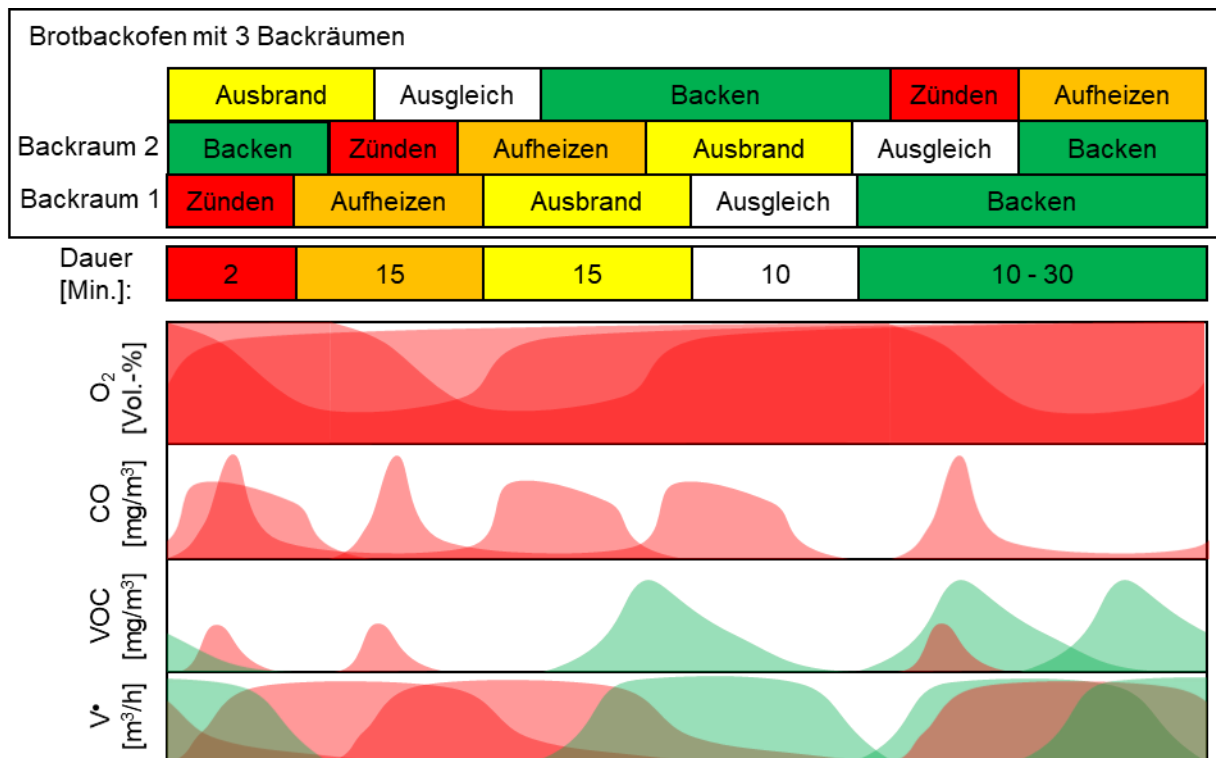 Brotbackofen mit 3 Backräumen
Ausbrand Ausgleich Backen Zünden Aufheizen
Backraum 2 Backen Zünden Aufheizen Ausbrand Ausgleich Backen
Backraum 1 Zünden Aufheizen Ausbrand Ausgleich Backen
Dauer
[Min.]: 2 15 15 10 10 - 30
O₂
[Vol.-%]
CO
[mg/m³]
VOC
[mg/m³]
V•
[m³/h]